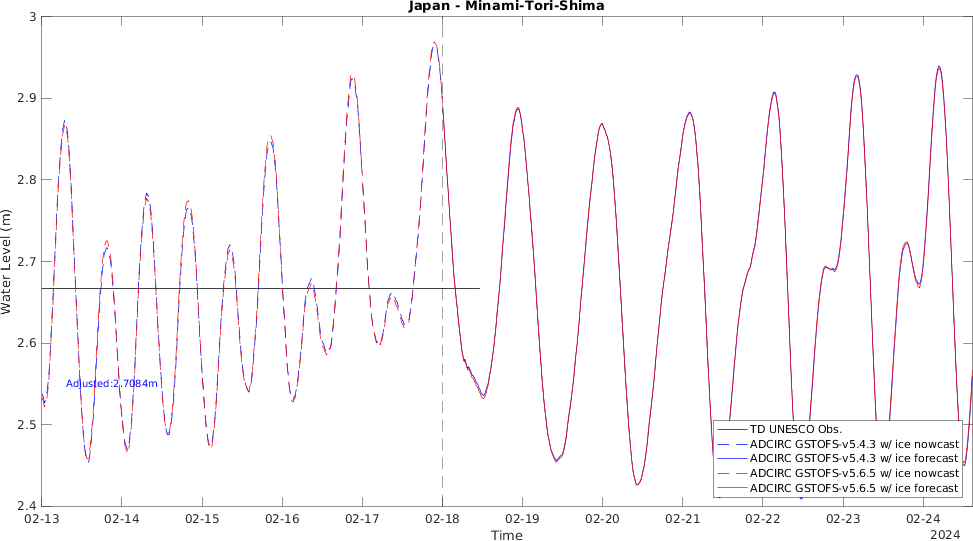 Japan - Minami-Tori-Shima
Water Level (m)
3
2.9
2.8
2.7
2.6
2.5
2.4
Adjusted:2.7084m
TD UNESCO Obs.
ADCIRC GSTOFS-v5.4.3 w/ ice nowcast
ADCIRC GSTOFS-v5.4.3 w/ ice forecast
ADCIRC GSTOFS-v5.6.5 w/ ice nowcast
ADCIRC GSTOFS-v5.6.5 w/ ice forecast
02-13 02-14 02-15 02-16 02-17 02-18 02-19 02-20 02-21 02-22 02-23 02-24
Time
2024